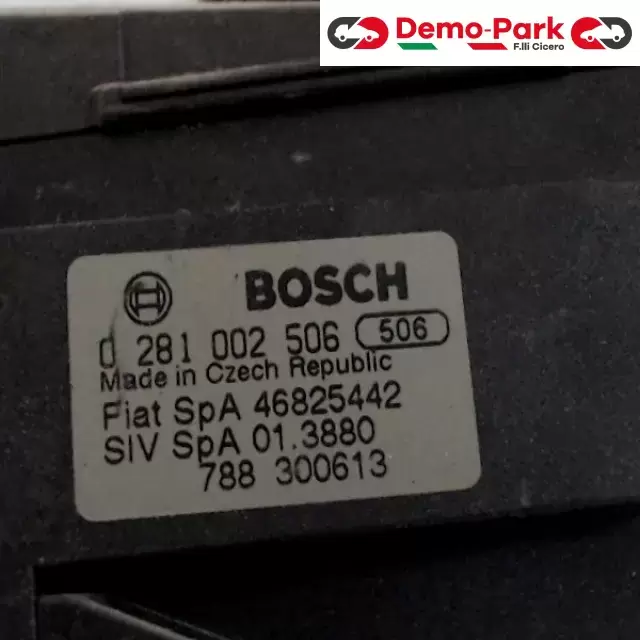 Demo-Park
F.lli Cicero
BOSCH
0 281 002 506 506
Made in Czech Republic
Fiat SpA 46825442
SIV SpA 01.3880
788 300613